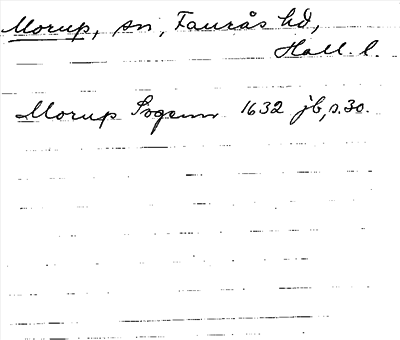 Morup, sn, Faurås hd,
Hall. l.
Morup Sogenn 1632 jb, s. 30.